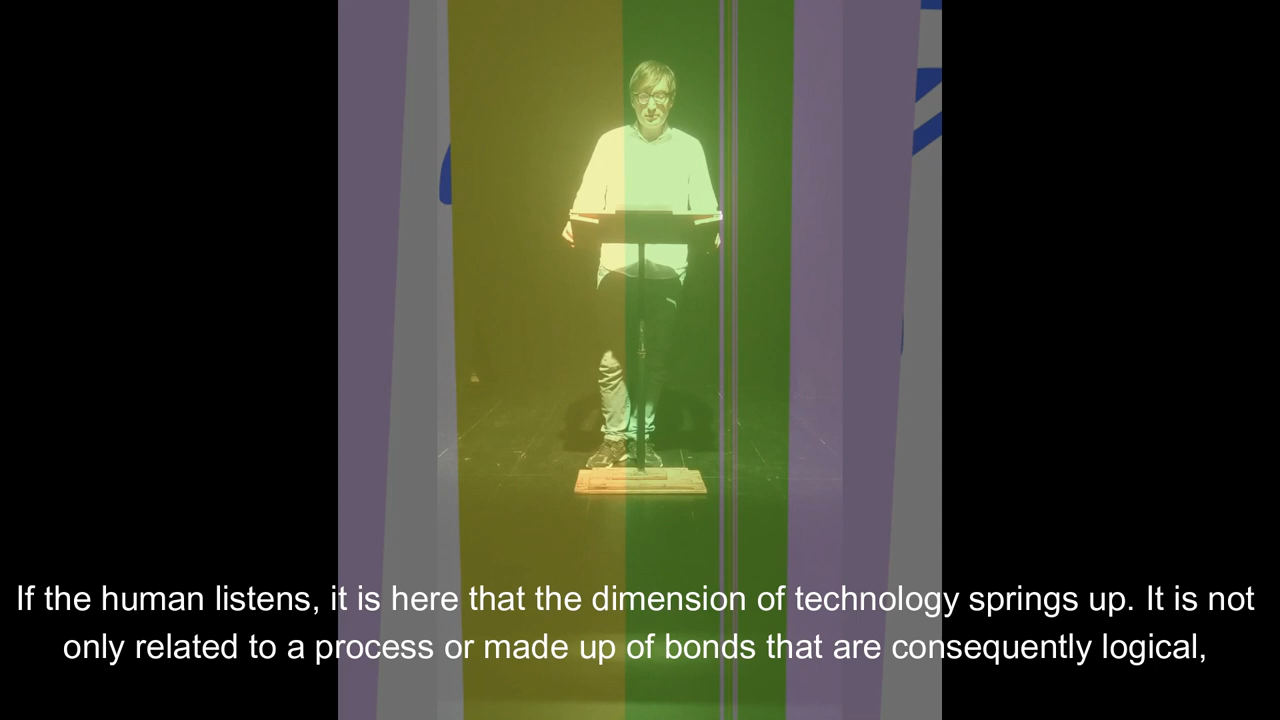 If the human listens, it is here that the dimension of technology springs up. It is not
only related to a process or made up of bonds that are consequently logical,